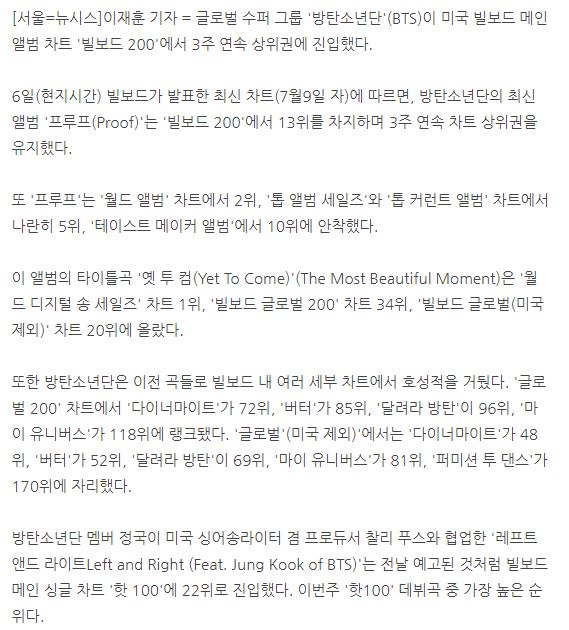 [서울=뉴시스]이재훈 기자 = 글로벌 수퍼 그룹 '방탄소년단'(BTS)이 미국 빌보드 메인
앨범 차트 '빌보드 200'에서 3주 연속 상위권에 진입했다.
6일(현지시간) 빌보드가 발표한 최신 차트(7월9일 자)에 따르면, 방탄소년단의 최신
앨범 '프루프(Proof)'는 '빌보드 200'에서 13위를 차지하며 3주 연속 차트 상위권을
유지했다.
또 '프루프'는 '월드 앨범' 차트에서 2위, '톱 앨범 세일즈'와 '톱 커런트 앨범' 차트에서
나란히 5위, '테이스트 메이커 앨범'에서 10위에 안착했다.
이 앨범의 타이틀곡 '옛 투 컴(Yet To Come)'(The Most Beautiful Moment)은 '월
드 디지털 송 세일즈' 차트 1위, '빌보드 글로벌 200' 차트 34위, '빌보드 글로벌(미국
제외)' 차트 20위에 올랐다.
또한 방탄소년단은 이전 곡들로 빌보드 내 여러 세부 차트에서 호성적을 거뒀다. '글로
벌 200' 차트에서 '다이너마이트'가 72위, '버터'가 85위, '달려라 방탄'이 96위, '마
이 유니버스'가 118위에 랭크됐다. '글로벌'(미국 제외)'에서는 '다이너마이트'가 48
위, '버터'가 52위, '달려라 방탄'이 69위, '마이 유니버스'가 81위, '퍼미션 투 댄스'가
170위에 자리했다.
방탄소년단 멤버 정국이 미국 싱어송라이터 겸 프로듀서 찰리 푸스와 협업한 '레프트
앤드 라이트Left and Right (Feat. Jung Kook of BTS)'는 전날 예고된 것처럼 빌보드
메인 싱글 차트 '핫 100'에 22위로 진입했다. 이번주 '핫100' 데뷔곡 중 가장 높은 순
위다.